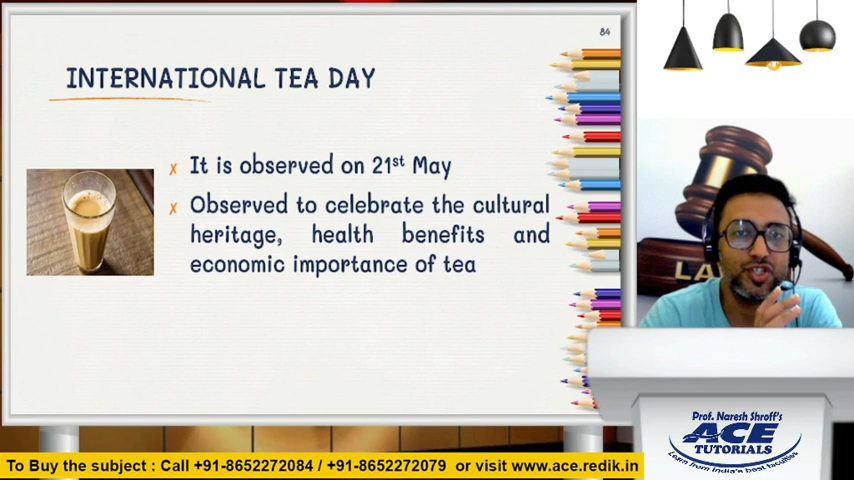 84
INTERNATIONAL TEA DAY
x It is observed on 21st May
x Observed to celebrate the cultural
heritage, health benefits and
economic importance of tea
LA
Prof. Naresh Shroff's
ACE
TUTORIALS
Learn from India's best faculties
To Buy the subject : Call +91-8652272084 / +91-8652272079 or visit www.ace.redik.in